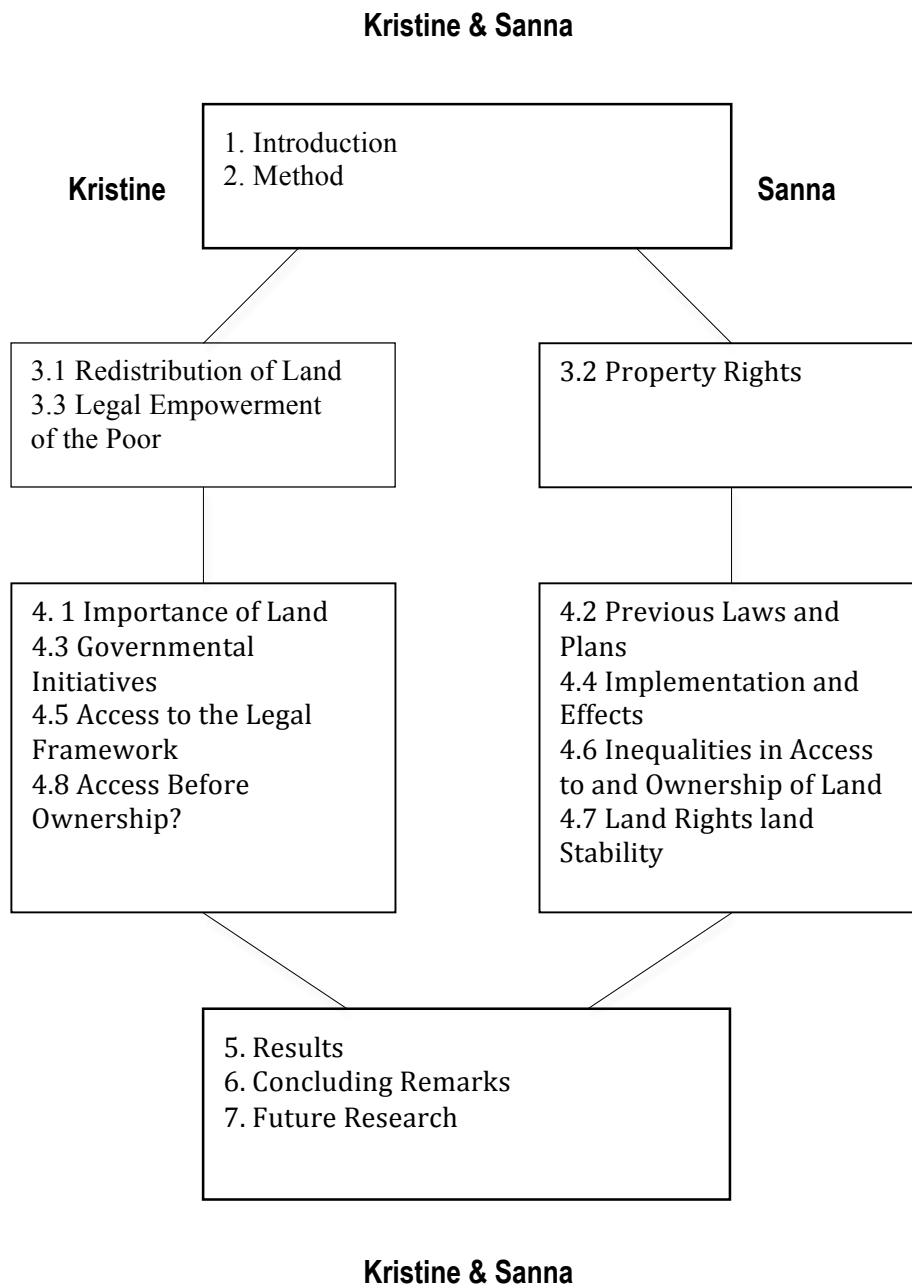 Kristine & Sanna
1. Introduction
2. Method
Kristine
Sanna
3.1 Redistribution of Land
3.3 Legal Empowerment
of the Poor
3.2 Property Rights
4. 1 Importance of Land
4.3 Governmental
Initiatives
4.5 Access to the Legal
Framework
4.8 Access Before
Ownership?
4.2 Previous Laws and
Plans
4.4 Implementation and
Effects
4.6 Inequalities in Access
to and Ownership of Land
4.7 Land Rights land
Stability
5. Results
6. Concluding Remarks
7. Future Research
Kristine & Sanna